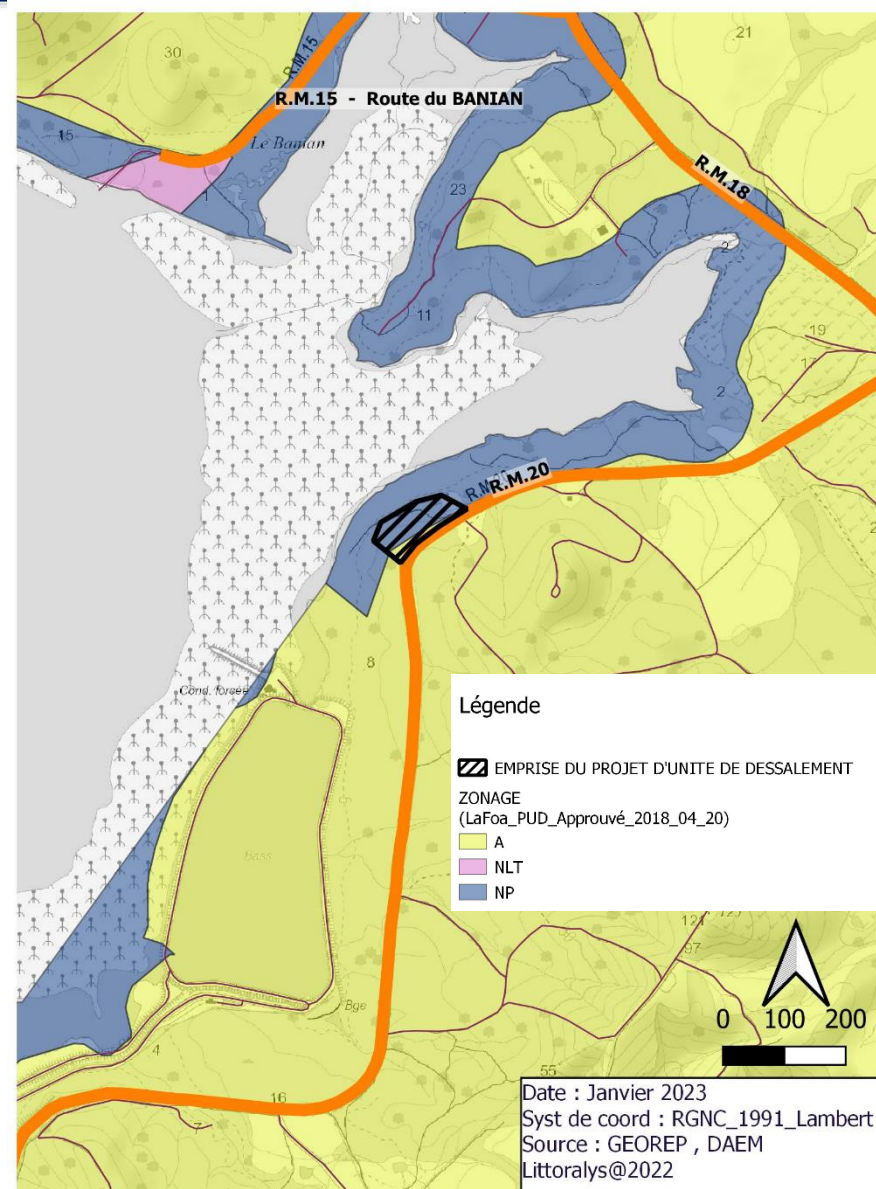 30
21
R.M.15
R.M.15 - Route du BANIAN
Le Banian
15
1
23
R.M.18
2
11
19
17
2
R.M.20
8
Cond. forcée
Légende
EMPRISE DU PROJET D'UNITE DE DESSALEMENT
ZONAGE
(LaFoa_PUD_Approuvé_2018_04_20)
A
NLT
NP
Bass
121
97
Bge
0 100 200
4
16
55
7
Date : Janvier 2023
Syst de coord : RGNC_1991_Lambert
Source : GEOREP , DAEM
Littoralys@2022